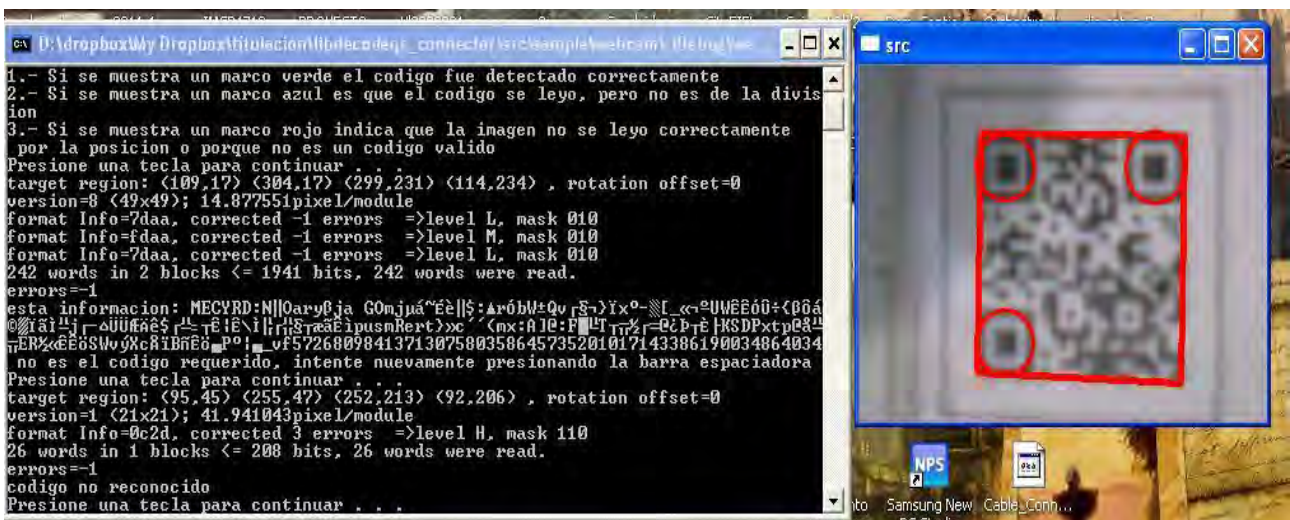 D:\dropbox\My Dropbox\titulacion\libdecodeqr_connector\src\sample\webcam\
src
1.- Si se muestra un marco verde el codigo fue detectado correctamente
2.- Si se muestra un marco azul es que el codigo se leyo, pero no es de la divis
ion
3.- Si se muestra un marco rojo indica que la imagen no se leyo correctamente
por la posicion o porque no es un codigo valido
Presione una tecla para continuar . . .
target region: (109,17) (304,17) (299,231) (114,234) , rotation offset=0
version=8 (49x49); 14.877551pixel/module
format Info=7daa, corrected -1 errors =>level L, mask 010
format Info=fdaa, corrected -1 errors =>level M, mask 010
format Info=7daa, corrected -1 errors =>level L, mask 010
242 words in 2 blocks <= 1941 bits, 242 words were read.
errors=-1
esta informacion:
no es el codigo requerido, intente nuevamente presionando la barra espaciadora
Presione una tecla para continuar . . .
target region: (95,45) (255,47) (252,213) (92,206) , rotation offset=0
version=1 (21x21); 41.941043pixel/module
format Info=0c2d, corrected 3 errors =>level H, mask 110
26 words in 1 blocks <= 208 bits, 26 words were read.
errors=-1
codigo no reconocido
Presione una tecla para continuar . . .
NPS
Samsung New Cable_Conn...